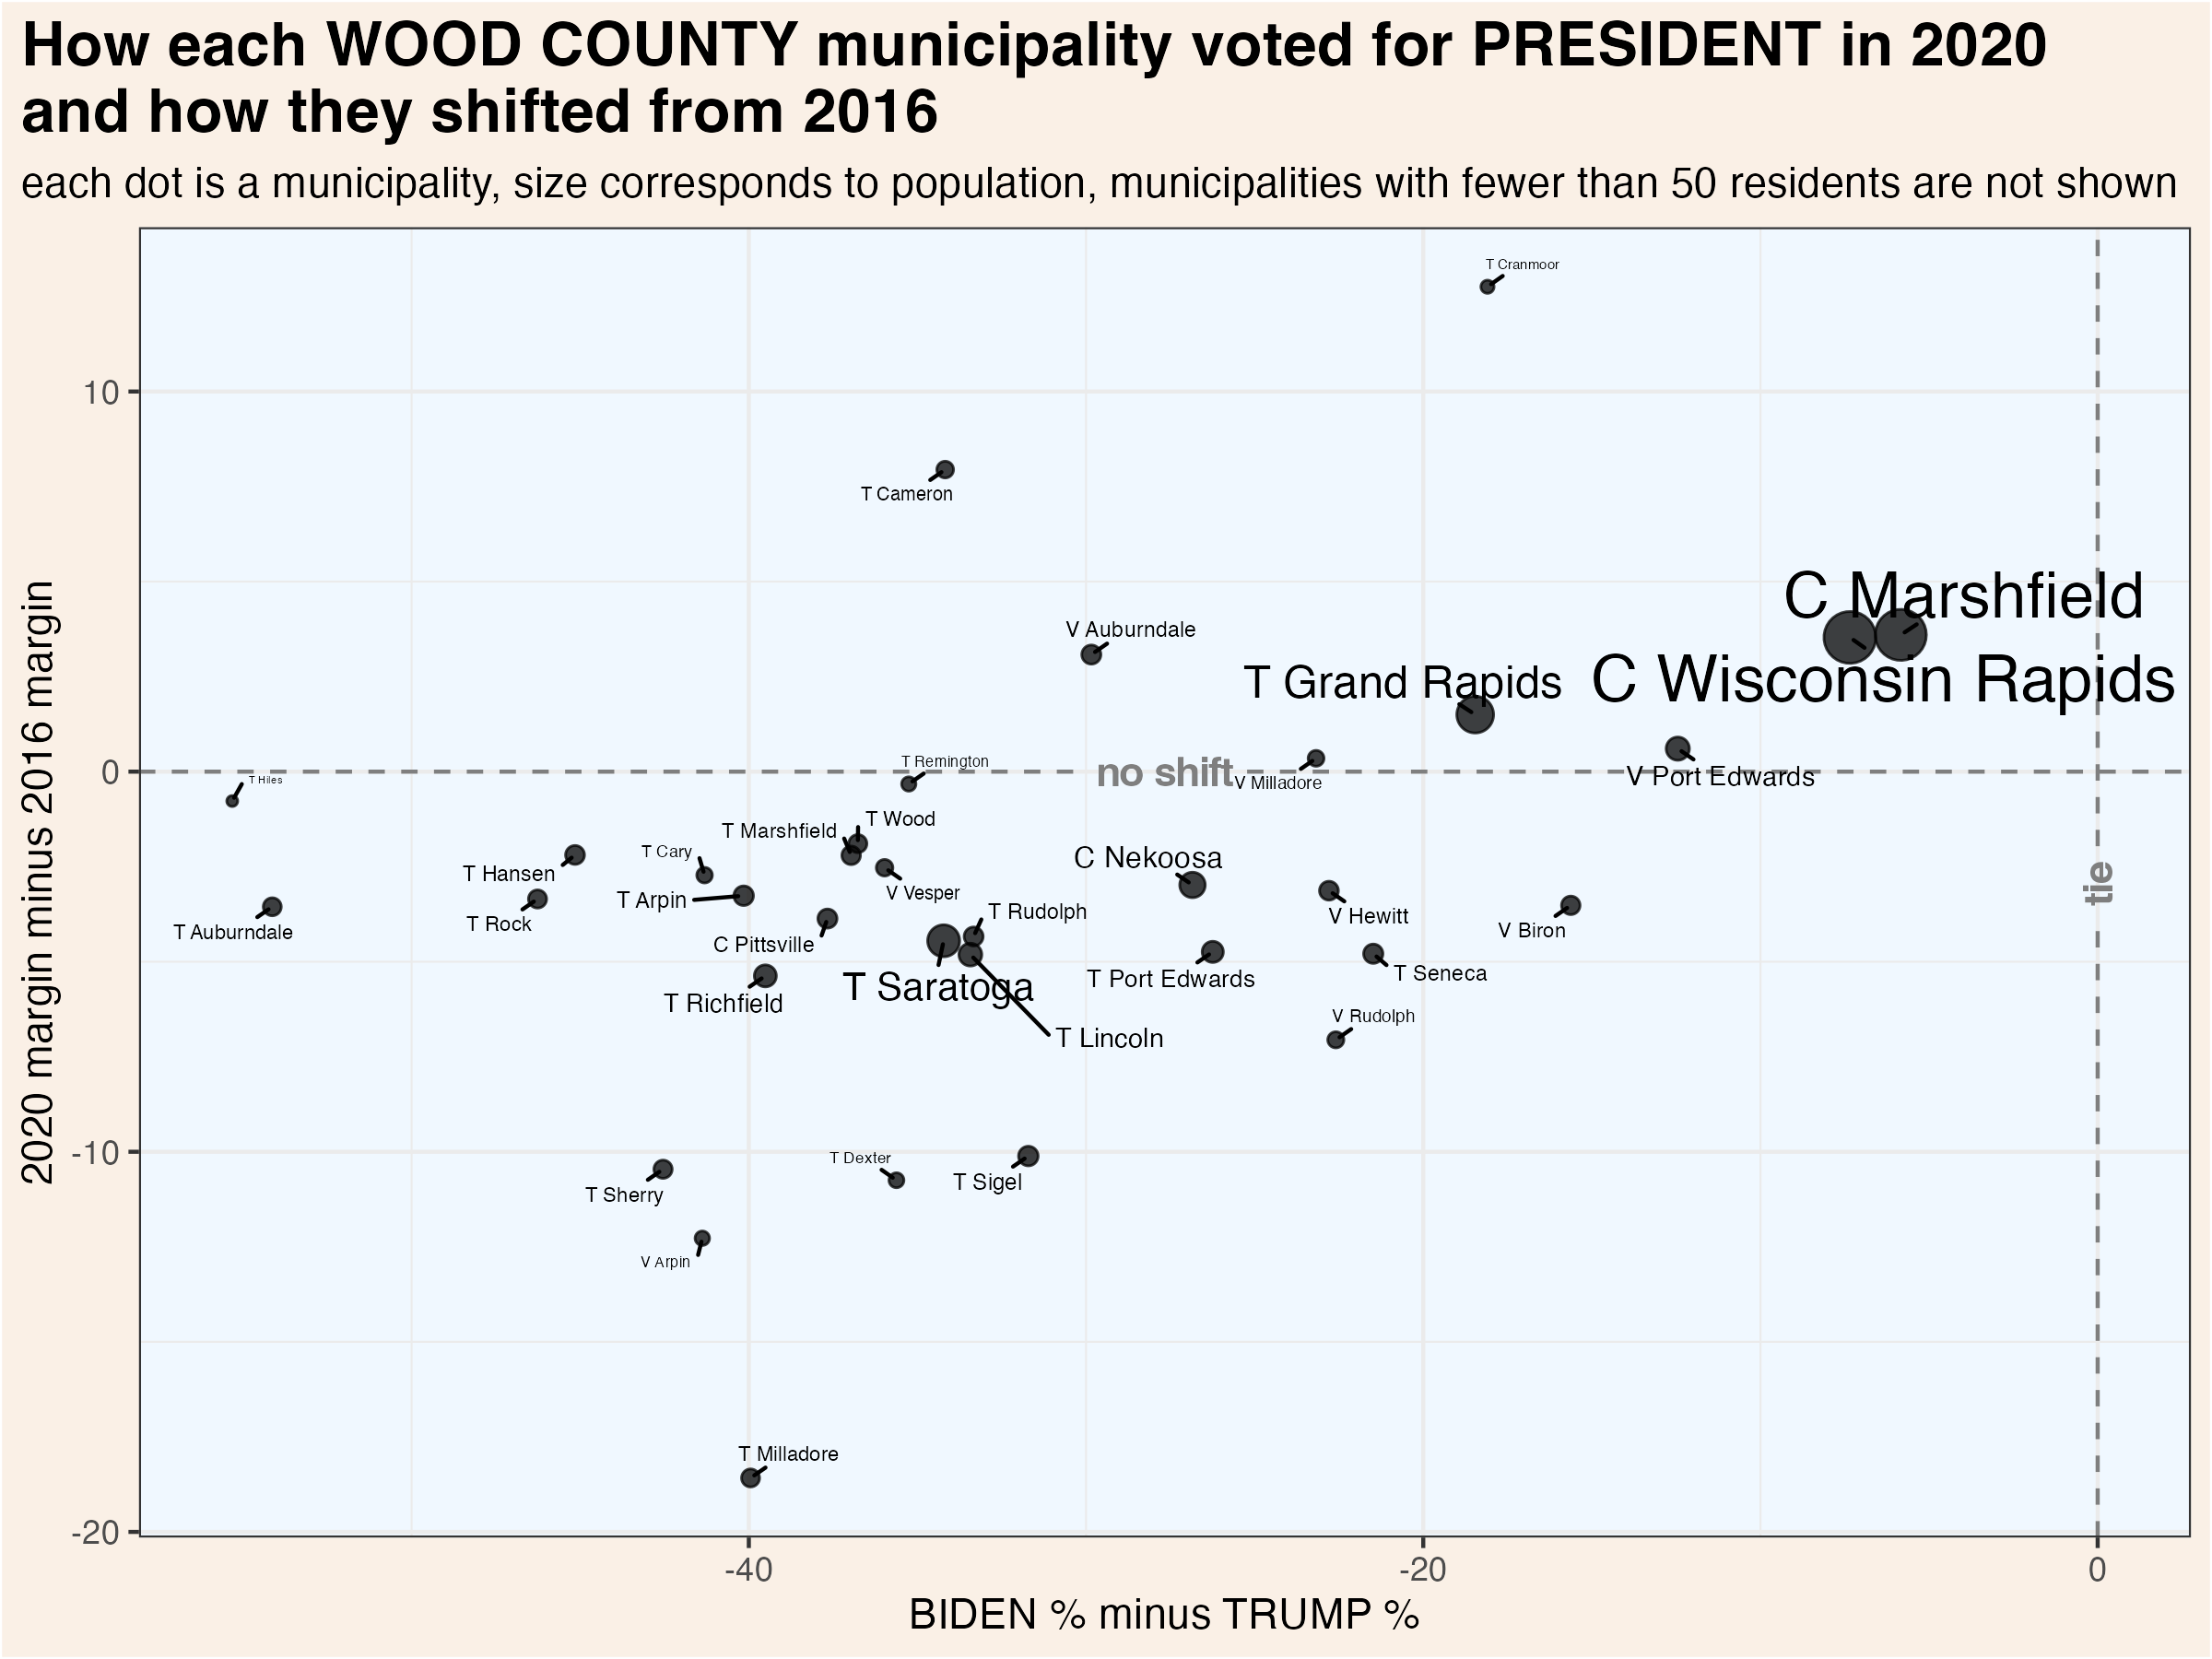 How each WOOD COUNTY municipality voted for PRESIDENT in 2020
and how they shifted from 2016
each dot is a municipality, size corresponds to population, municipalities with fewer than 50 residents are not shown
T Cranmoor
10
T Cameron
C Marshfield
V Auburndale
T Grand Rapids
C Wisconsin Rapids
T Remington
0
no shift
V Milladore
V Port Edwards
T Hiles
T Wood
T Marshfield
T Cary
C Nekoosa
T Hansen
V Vesper
tie
T Arpin
T Rudolph
V Hewitt
T Rock
T Auburndale
V Biron
C Pittsville
T Seneca
T Port Edwards
T Saratoga
T Richfield
V Rudolph
T Lincoln
2020 margin minus 2016 margin
-10
T Dexter
T Sigel
T Sherry
V Arpin
T Milladore
-20
-40
-20
0
BIDEN % minus TRUMP %